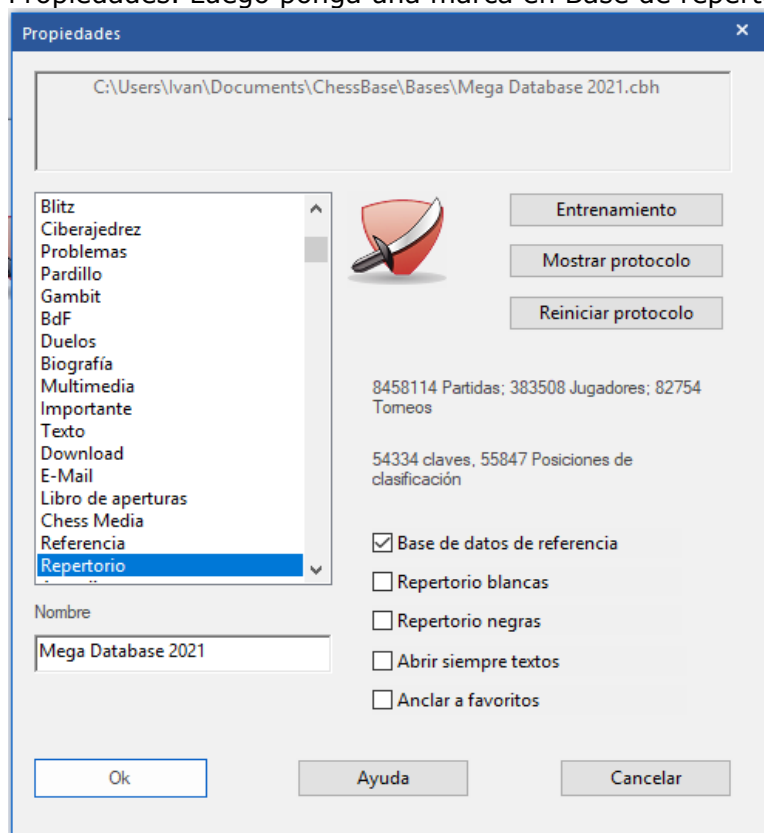 Propiedades. Luego ponga una marca en Base de repert
Propiedades
C:\Users\Ivan\Documents\ChessBase\Bases\Mega Database 2021.cbh
Blitz
Ciberajedrez
Problemas
Pardillo
Gambit
BdF
Duelos
Biografía
Multimedia
Importante
Texto
Download
E-Mail
Libro de aperturas
Chess Media
Referencia
Repertorio
Nombre
Mega Database 2021
Entrenamiento
Mostrar protocolo
Reiniciar protocolo
8458114 Partidas; 383508 Jugadores; 82754
Torneos
54334 claves, 55847 Posiciones de
clasificación
Base de datos de referencia
Repertorio blancas
Repertorio negras
Abrir siempre textos
Anclar a favoritos
Ok
Ayuda
Cancelar